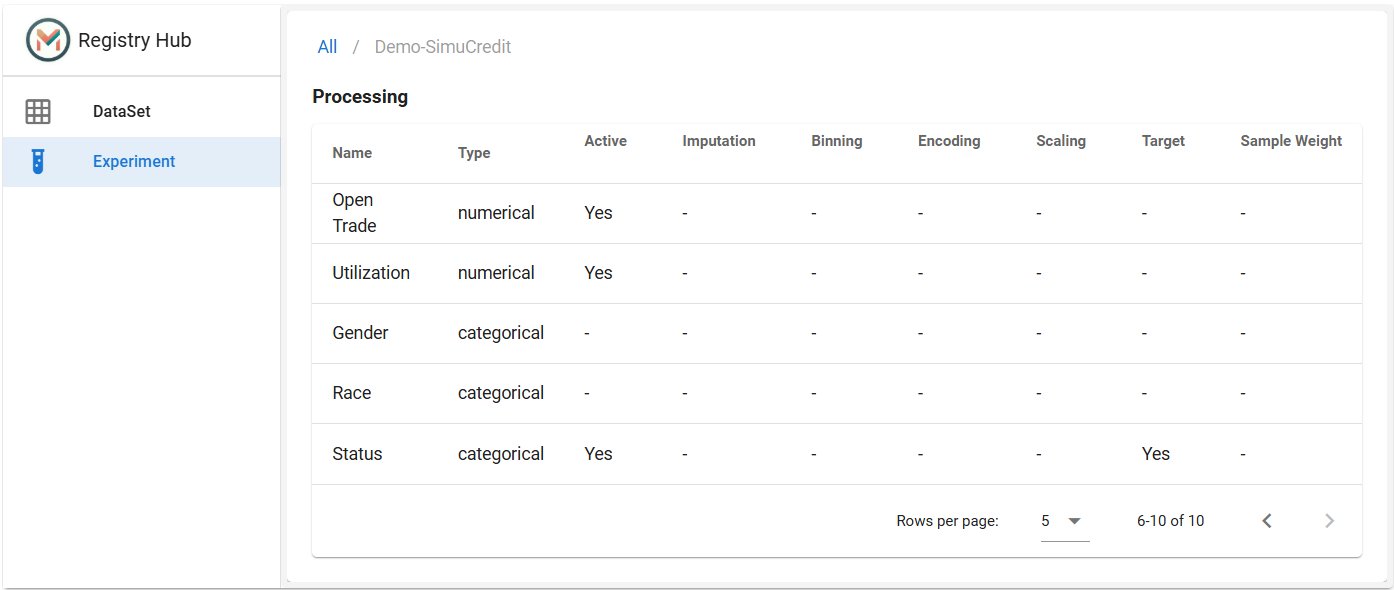 Registry Hub
DataSet
Experiment
All / Demo-SimuCredit
Processing
Name Type Active Imputation Binning Encoding Scaling Target Sample Weight
Open
Trade numerical Yes - - - - - -
Utilization numerical Yes - - - - - -
Gender categorical - - - - - - -
Race categorical - - - - - - -
Status categorical Yes - - - - Yes -
Rows per page: 5 6-10 of 10